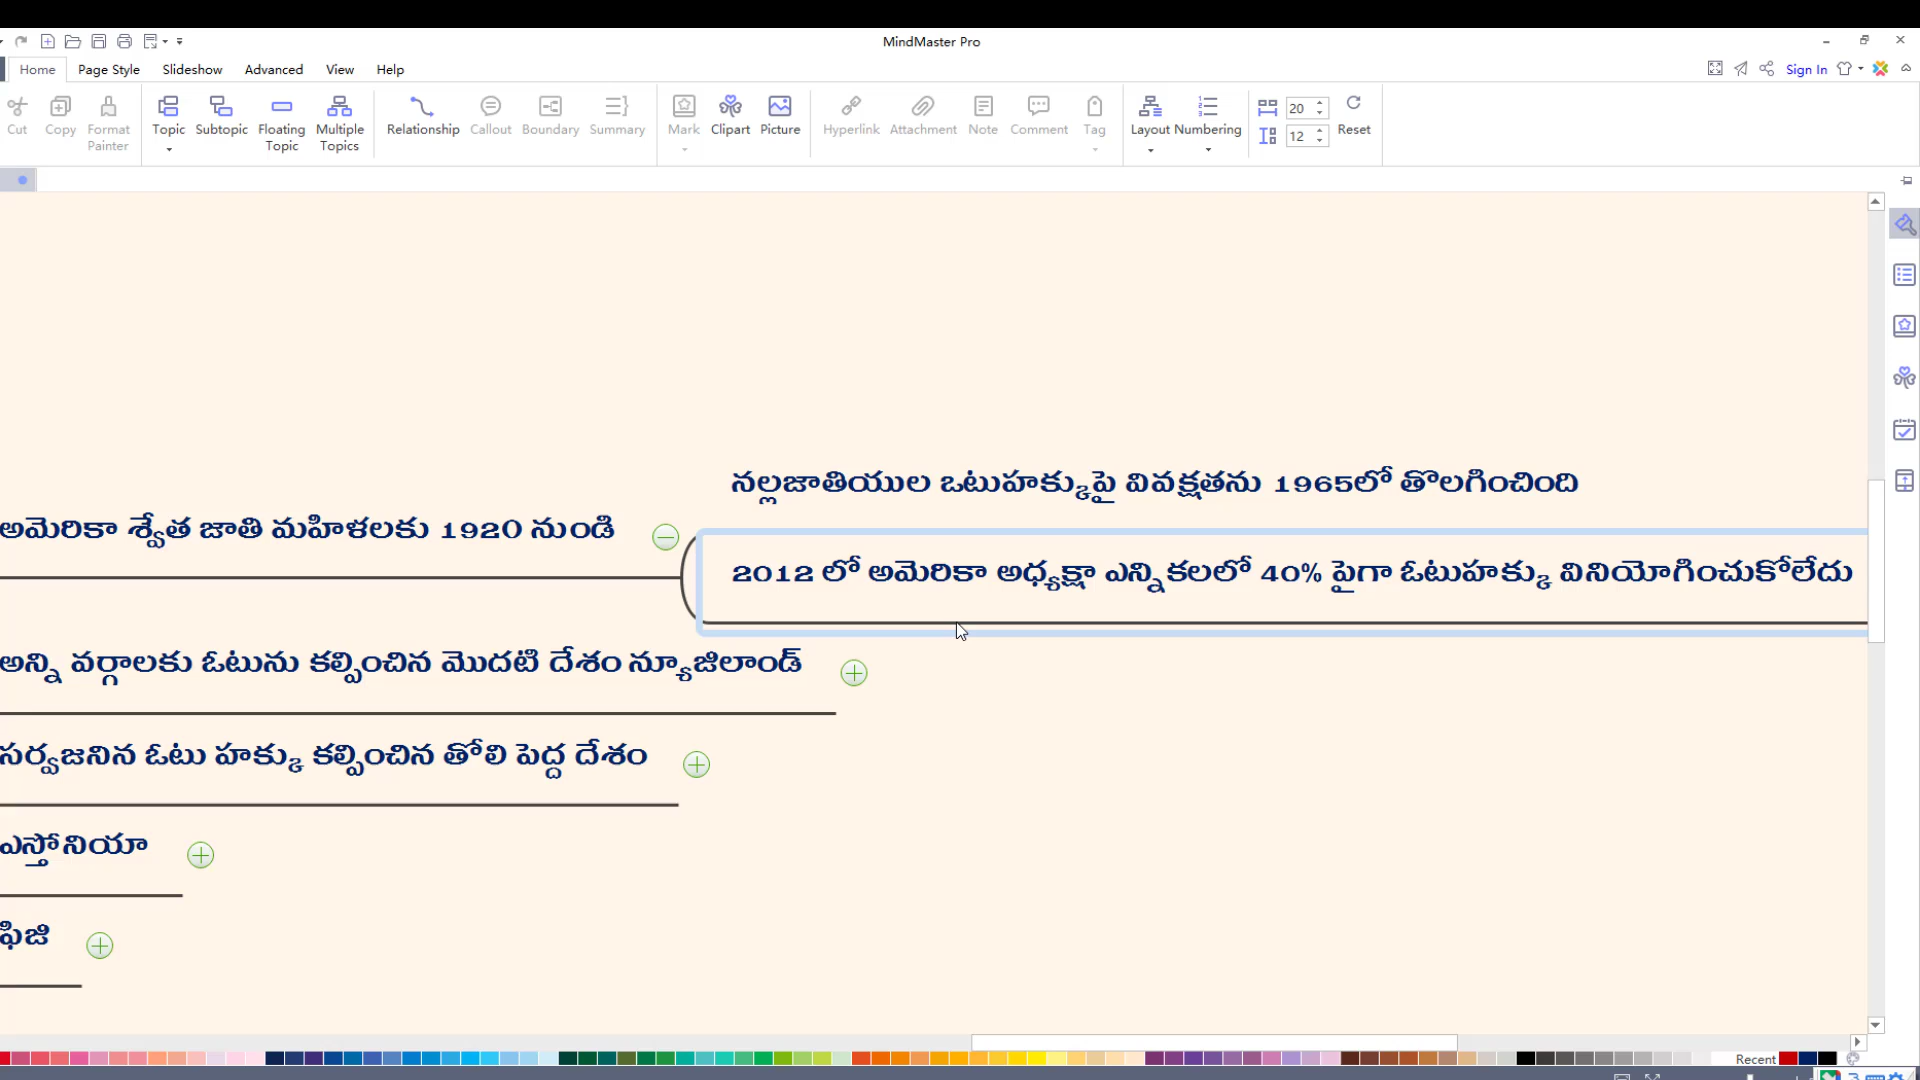 MindMaster Pro
Home Page Style Slideshow Advanced View Help
Sign In
Cut Copy Format Painter Topic Subtopic Floating Topic Multiple Topics Relationship Callout Boundary Summary Mark Clipart Picture Hyperlink Attachment Note Comment Tag Layout Numbering 20 12 Reset
నల్లజాతియుల ఒటుహక్కుపై వివక్షతను 1965లో తొలగించింది
అమెరికా శ్వేత జాతి మహిళలకు 1920 నుండి
2012 లో అమెరికా అధ్యక్షా ఎన్నికలలో 40% పైగా ఓటుహక్కు వినియోగించుకోలేదు
అన్ని వర్గాలకు ఓటును కల్పించిన మొదటి దేశం న్యూజిలాండ్
సర్వజనిన ఓటు హక్కు కల్పించిన తోలి పెద్ద దేశం
ఎస్తోనియా
ఫిజి
Recent